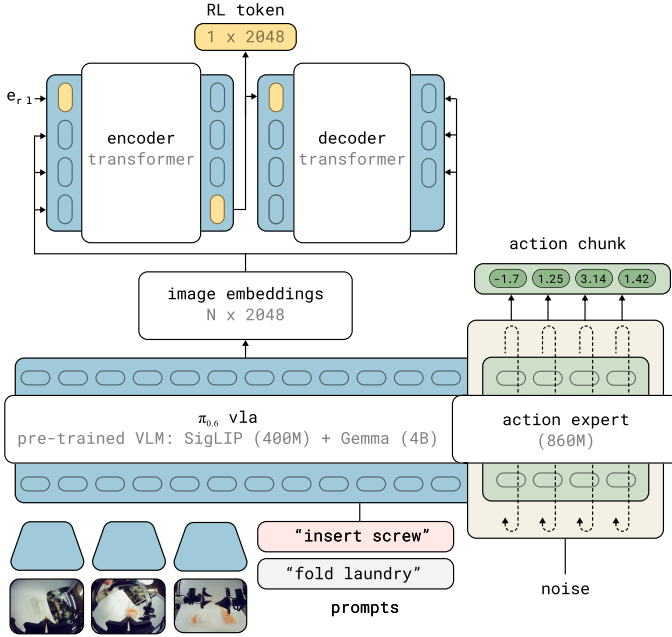 RL token
1 x 2048
er 1
encoder
transformer
decoder
transformer
action chunk
-1.7 1.25 3.14 1.42
image embeddings
N x 2048
π0.6 vla
pre-trained VLM: SigLIP (400M) + Gemma (4B)
action expert
(860M)
“insert screw”
“fold laundry”
prompts
noise